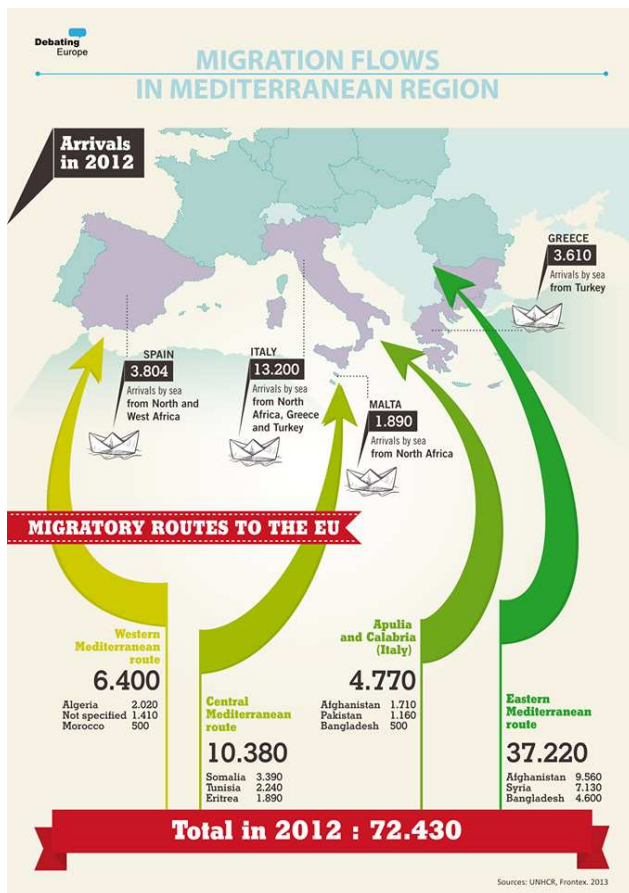 Debating
Europe
MIGRATION FLOWS
IN MEDITERRANEAN REGION
Arrivals
in 2012
GREECE
3.610
Arrivals by sea
from Turkey
SPAIN
3.804
Arrivals by sea
from North and
West Africa
ITALY
13.200
Arrivals by sea
from North
Africa, Greece
and Turkey
MALTA
1.890
Arrivals by sea
from North Africa
MIGRATORY ROUTES TO THE EU
Western
Mediterranean
route
6.400
Algeria 2.020
Not specified 1.410
Morocco 500
Central
Mediterranean
route
10.380
Somalia 3.390
Tunisia 2.240
Eritrea 1.890
Apulia
and Calabria
(Italy)
4.770
Afghanistan 1.710
Pakistan 1.160
Bangladesh 500
Eastern
Mediterranean
route
37.220
Afghanistan 9.560
Syria 7.130
Bangladesh 4.600
Total in 2012 : 72.430
Sources: UNHCR, Frontex. 2013